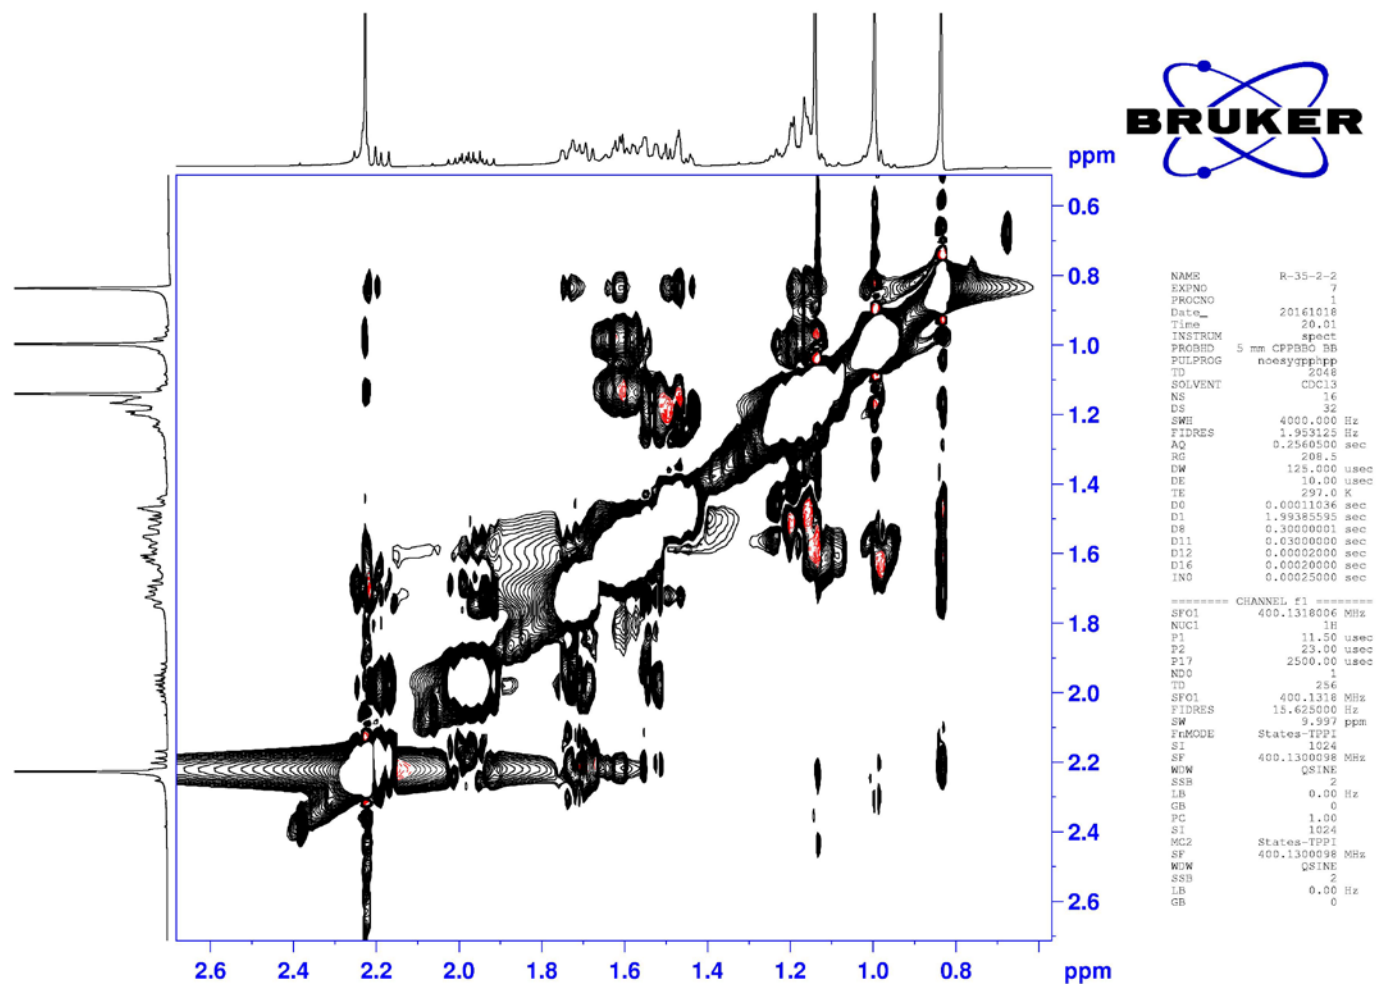 BRUKER
ppm
0.6
0.8
1.0
1.2
1.4
1.6
1.8
2.0
2.2
2.4
2.6
2.6 2.4 2.2 2.0 1.8 1.6 1.4 1.2 1.0 0.8 ppm
NAME R-35-2-2
EXPNO 7
PROCNO 1
Date_ 20161018
Time 20.01
INSTRUM spect
PROBHD 5 mm CPPBBO BB
PULPROG noesygpphpp
TD 2048
SOLVENT CDCl3
NS 16
DS 32
SWH 4000.000 Hz
FIDRES 1.953125 Hz
AQ 0.2560500 sec
RG 208.5
DW 125.000 usec
DE 10.00 usec
TE 297.0 K
D0 0.00011036 sec
D1 1.99385595 sec
D8 0.30000001 sec
D11 0.03000000 sec
D12 0.00002000 sec
D16 0.00020000 sec
IN0 0.00025000 sec
======== CHANNEL f1 ========
SFO1 400.1318006 MHz
NUC1 1H
P1 11.50 usec
P2 23.00 usec
P17 2500.00 usec
ND0 1
TD 256
SFO1 400.1318 MHz
FIDRES 15.625000 Hz
SW 9.997 ppm
FnMODE States-TPPI
SI 1024
SF 400.1300098 MHz
WDW QSINE
SSB 2
LB 0.00 Hz
GB 0
PC 1.00
SI 1024
MC2 States-TPPI
SF 400.1300098 MHz
WDW QSINE
SSB 2
LB 0.00 Hz
GB 0